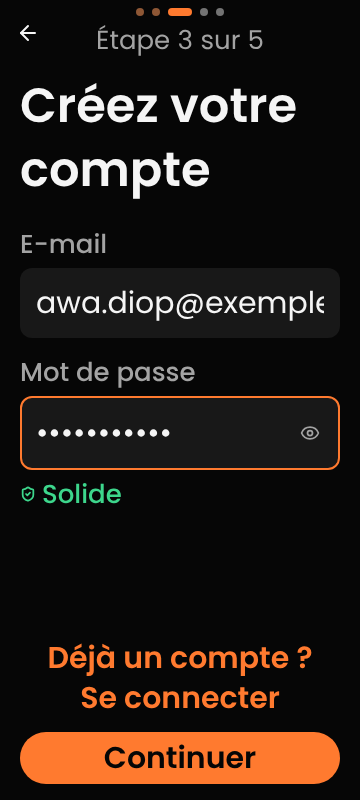 Étape 3 sur 5
Créez votre
compte
E-mail
awa.diop@exemple
Mot de passe
•••••••••••
Solide
Déjà un compte ?
Se connecter
Continuer